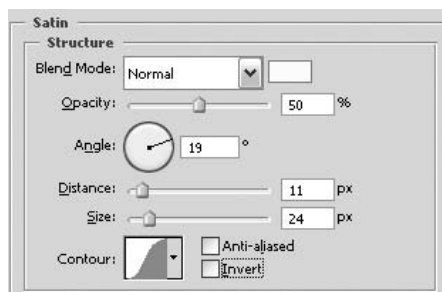 Satin
Structure
Blend Mode: Normal
Opacity: 50 %
Angle: 19 °
Distance: 11 px
Size: 24 px
Contour: Anti-aliased
Invert